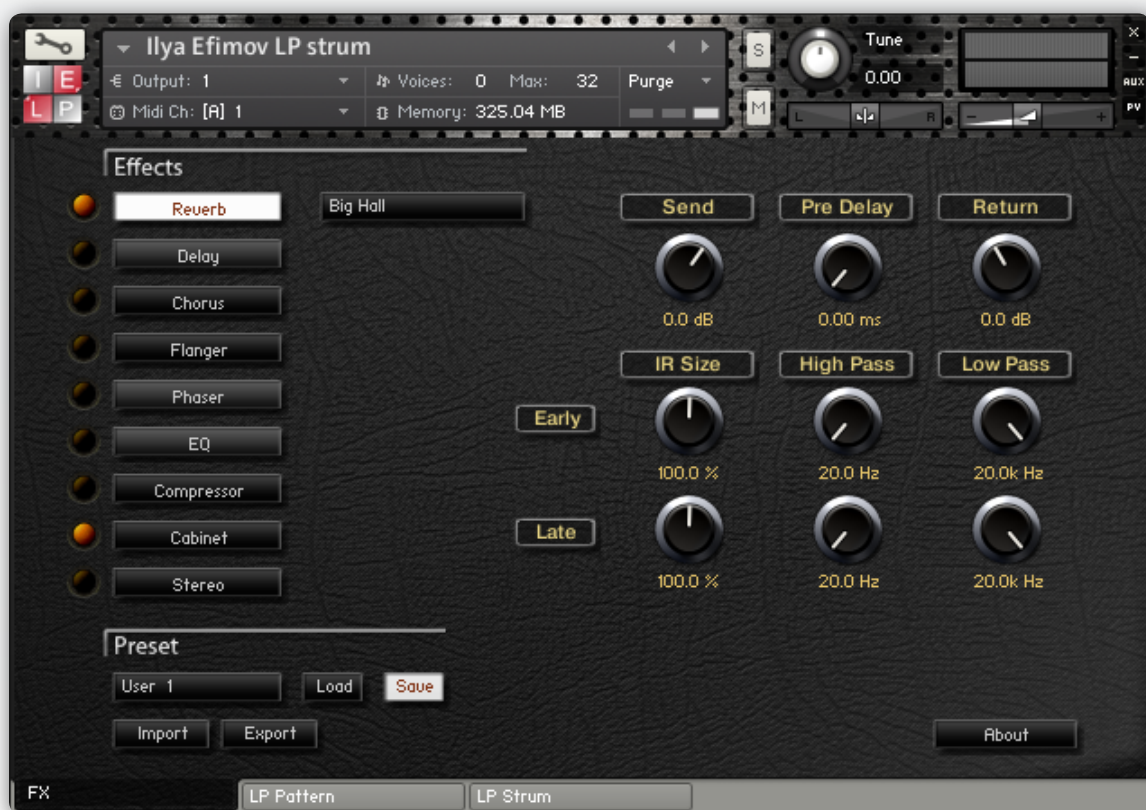 Ilya Efimov LP strum
S
Tune
×
-
I E
L P
Output: 1
Voices: 0 Max: 32
Purge
0.00
AUX
Midi Ch: [A] 1
Memory: 325.04 MB
M
L R
- +
PV
Effects
Reverb
Big Hall
Send
Pre Delay
Return
Delay
Chorus
0.0 dB
0.00 ms
0.0 dB
Flanger
IR Size
High Pass
Low Pass
Phaser
Early
EQ
100.0 %
20.0 Hz
20.0k Hz
Compressor
Cabinet
Late
Stereo
100.0 %
20.0 Hz
20.0k Hz
Preset
User 1
Load
Save
Import
Export
About
FX
LP Pattern
LP Strum